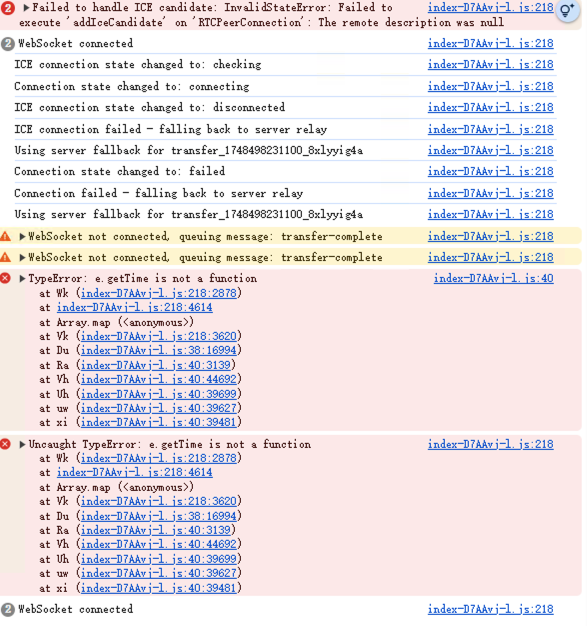 2 ▶Failed to handle ICE candidate: InvalidStateError: Failed to index-D7AAvj-l.js:218
execute 'addIceCandidate' on 'RTCPeerConnection': The remote description was null
2 WebSocket connected index-D7AAvj-l.js:218
ICE connection state changed to: checking index-D7AAvj-l.js:218
Connection state changed to: connecting index-D7AAvj-l.js:218
ICE connection state changed to: disconnected index-D7AAvj-l.js:218
ICE connection failed - falling back to server relay index-D7AAvj-l.js:218
Using server fallback for transfer_1748498231100_8xlyyig4a index-D7AAvj-l.js:218
Connection state changed to: failed index-D7AAvj-l.js:218
Connection failed - falling back to server relay index-D7AAvj-l.js:218
Using server fallback for transfer_1748498231100_8xlyyig4a index-D7AAvj-l.js:218
▶WebSocket not connected, queuing message: transfer-complete index-D7AAvj-l.js:218
▶WebSocket not connected, queuing message: transfer-complete index-D7AAvj-l.js:218
▶TypeError: e.getTime is not a function index-D7AAvj-l.js:40
at Wk (index-D7AAvj-l.js:218:2878)
at index-D7AAvj-l.js:218:4614
at Array.map (<anonymous>)
at Vk (index-D7AAvj-l.js:218:3620)
at Du (index-D7AAvj-l.js:38:16994)
at Ra (index-D7AAvj-l.js:40:3139)
at Vh (index-D7AAvj-l.js:40:44692)
at Uh (index-D7AAvj-l.js:40:39699)
at uw (index-D7AAvj-l.js:40:39627)
at xi (index-D7AAvj-l.js:40:39481)
▶Uncaught TypeError: e.getTime is not a function index-D7AAvj-l.js:218
at Wk (index-D7AAvj-l.js:218:2878)
at index-D7AAvj-l.js:218:4614
at Array.map (<anonymous>)
at Vk (index-D7AAvj-l.js:218:3620)
at Du (index-D7AAvj-l.js:38:16994)
at Ra (index-D7AAvj-l.js:40:3139)
at Vh (index-D7AAvj-l.js:40:44692)
at Uh (index-D7AAvj-l.js:40:39699)
at uw (index-D7AAvj-l.js:40:39627)
at xi (index-D7AAvj-l.js:40:39481)
2 WebSocket connected index-D7AAvj-l.js:218